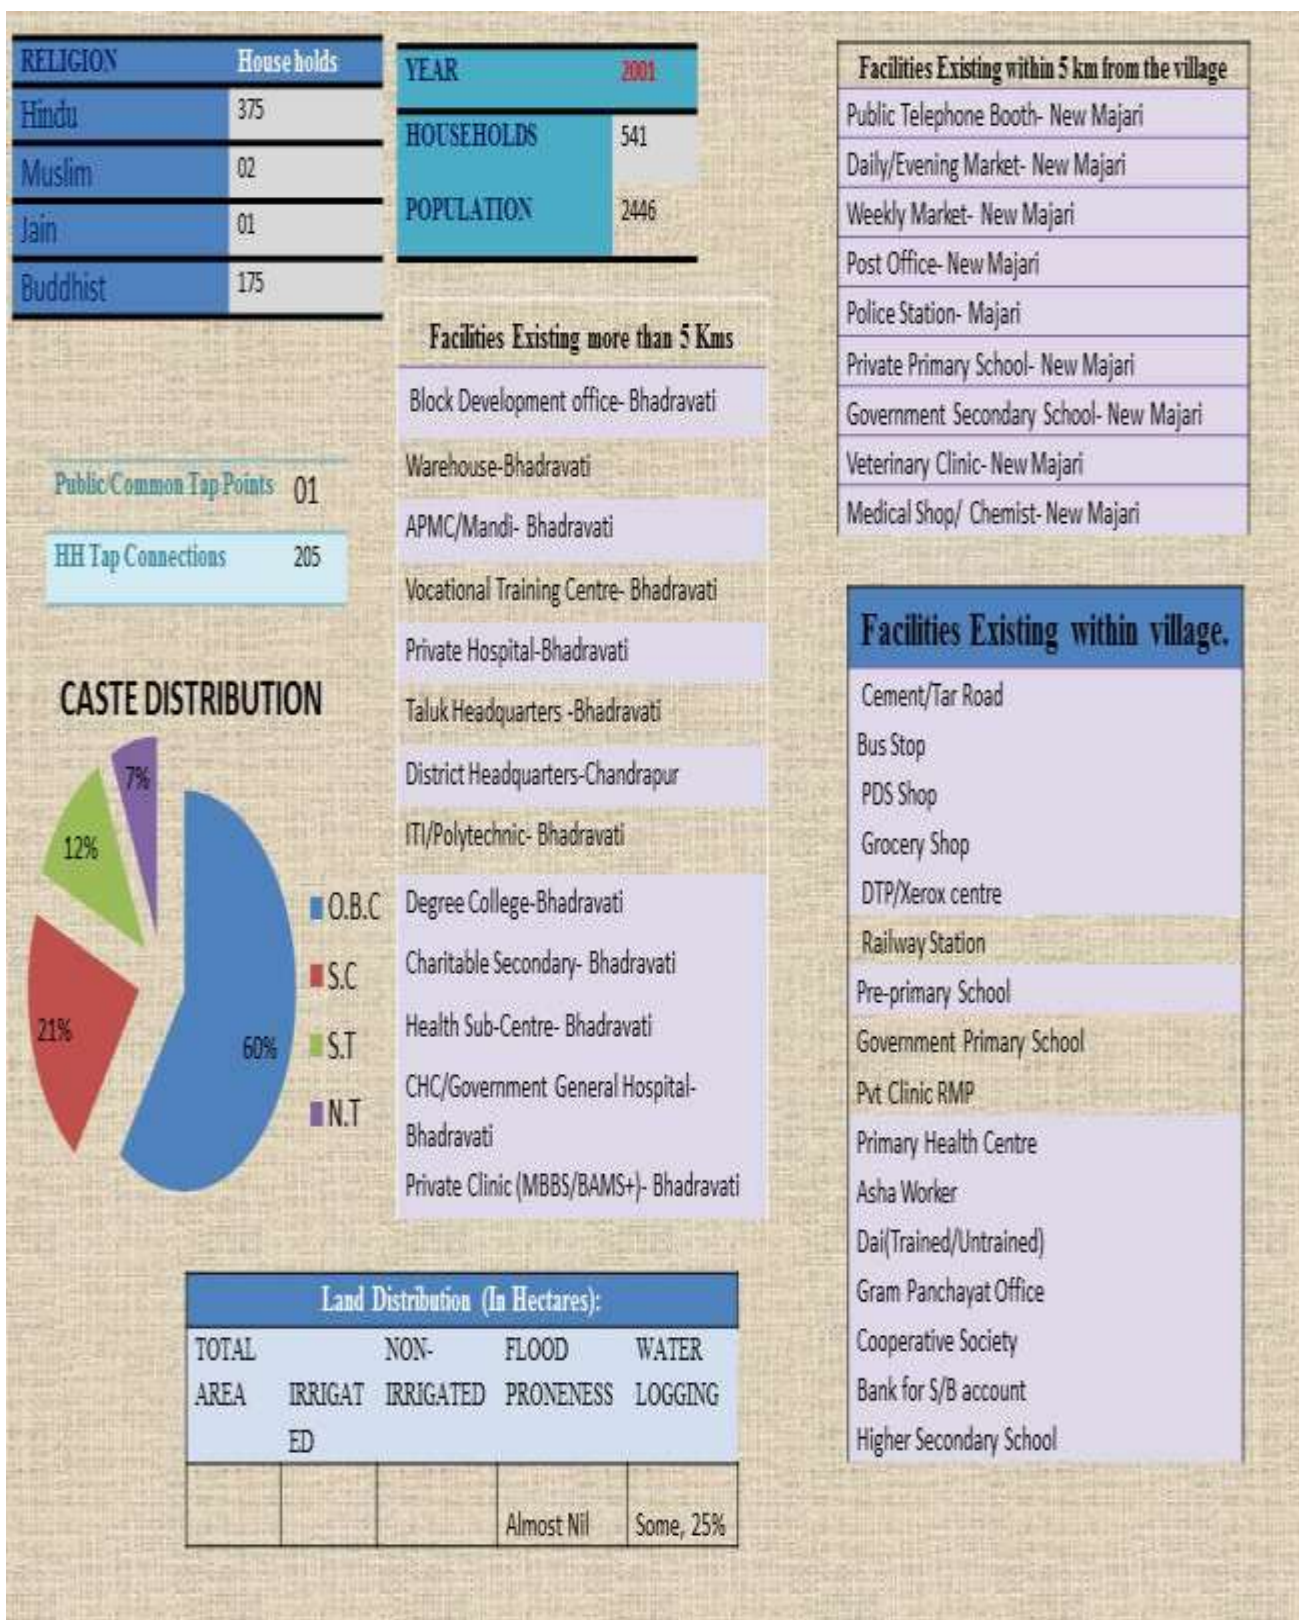 RELIGION Households
Hindu 375
Muslim 02
Jain 01
Buddhist 175
YEAR 2001
HOUSEHOLDS 541
POPULATION 2446
Public/Common Tap Points 01
HH Tap Connections 205
CASTE DISTRIBUTION
7%
12%
21%
60%
O.B.C
S.C
S.T
N.T
Facilities Existing more than 5 Kms
Block Development office- Bhadravati
Warehouse-Bhadravati
APMC/Mandi- Bhadravati
Vocational Training Centre- Bhadravati
Private Hospital-Bhadravati
Taluk Headquarters -Bhadravati
District Headquarters-Chandrapur
ITI/Polytechnic- Bhadravati
Degree College-Bhadravati
Charitable Secondary- Bhadravati
Health Sub-Centre- Bhadravati
CHC/Government General Hospital-
Bhadravati
Private Clinic (MBBS/BAMS+)- Bhadravati
Facilities Existing within 5 km from the village
Public Telephone Booth- New Majari
Daily/Evening Market- New Majari
Weekly Market- New Majari
Post Office- New Majari
Police Station- Majari
Private Primary School- New Majari
Government Secondary School- New Majari
Veterinary Clinic- New Majari
Medical Shop/ Chemist- New Majari
Facilities Existing within village.
Cement/Tar Road
Bus Stop
PDS Shop
Grocery Shop
DTP/Xerox centre
Railway Station
Pre-primary School
Government Primary School
Pvt Clinic RMP
Primary Health Centre
Asha Worker
Dai(Trained/Untrained)
Gram Panchayat Office
Cooperative Society
Bank for S/B account
Higher Secondary School
Land Distribution (In Hectares):
TOTAL NON- FLOOD WATER
AREA IRRIGAT IRRIGATED PRONENESS LOGGING
ED
Almost Nil Some, 25%